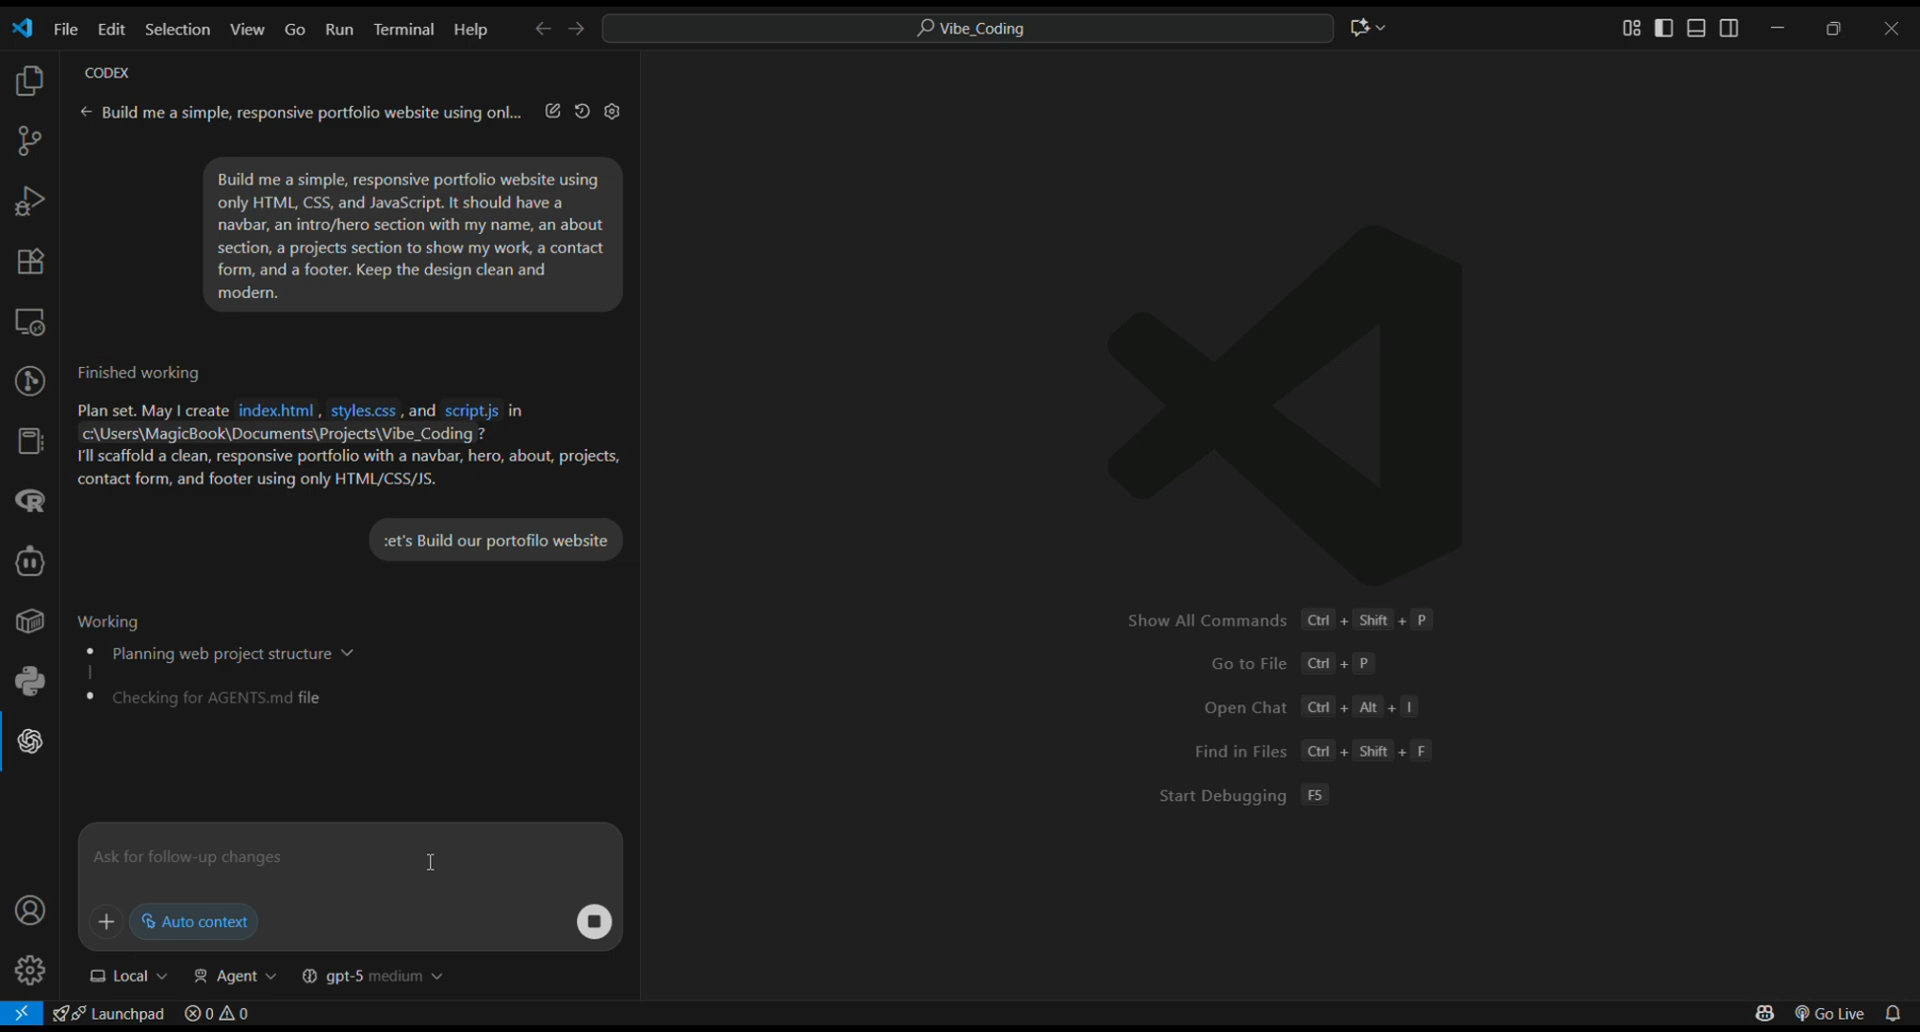 File Edit Selection View Go Run Terminal Help
Vibe_Coding
CODEX
Build me a simple, responsive portfolio website using onl...
Build me a simple, responsive portfolio website using
only HTML, CSS, and JavaScript. It should have a
navbar, an intro/hero section with my name, an about
section, a projects section to show my work, a contact
form, and a footer. Keep the design clean and
modern.
Finished working
Plan set. May I create index.html , styles.css , and script.js in
c:\Users\MagicBook\Documents\Projects\Vibe_Coding ?
I'll scaffold a clean, responsive portfolio with a navbar, hero, about, projects,
contact form, and footer using only HTML/CSS/JS.
:et's Build our portofilo website
Working
Planning web project structure
Checking for AGENTS.md file
Ask for follow-up changes
Auto context
Local Agent gpt-5 medium
Show All Commands Ctrl + Shift + P
Go to File Ctrl + P
Open Chat Ctrl + Alt + I
Find in Files Ctrl + Shift + F
Start Debugging F5
Launchpad 0 0
Go Live